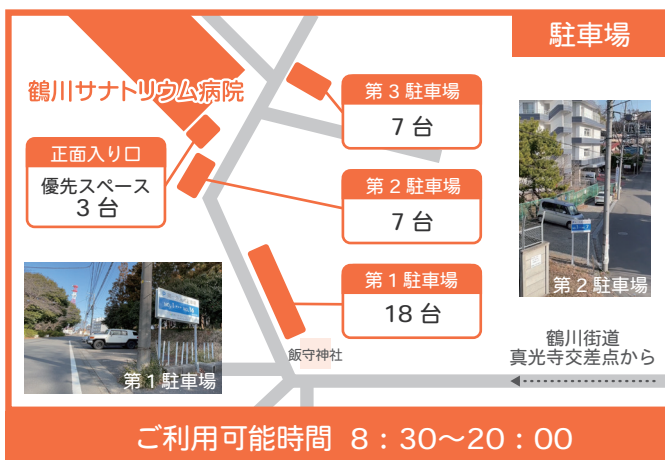 駐車場
鶴川サナトリウム病院
第3駐車場
7台
正面入り口
優先スペース
3台
第2駐車場
7台
第1駐車場
18台
第2駐車場
第1駐車場
飯守神社
鶴川街道
真光寺交差点から
ご利用可能時間 8：30～20：00